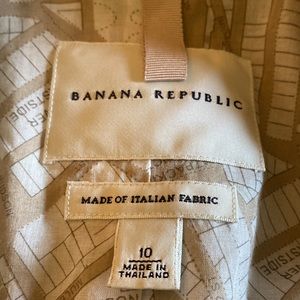 BANANA REPUBLIC
MADE OF ITALIAN FABRIC
10
MADE IN
THAILAND